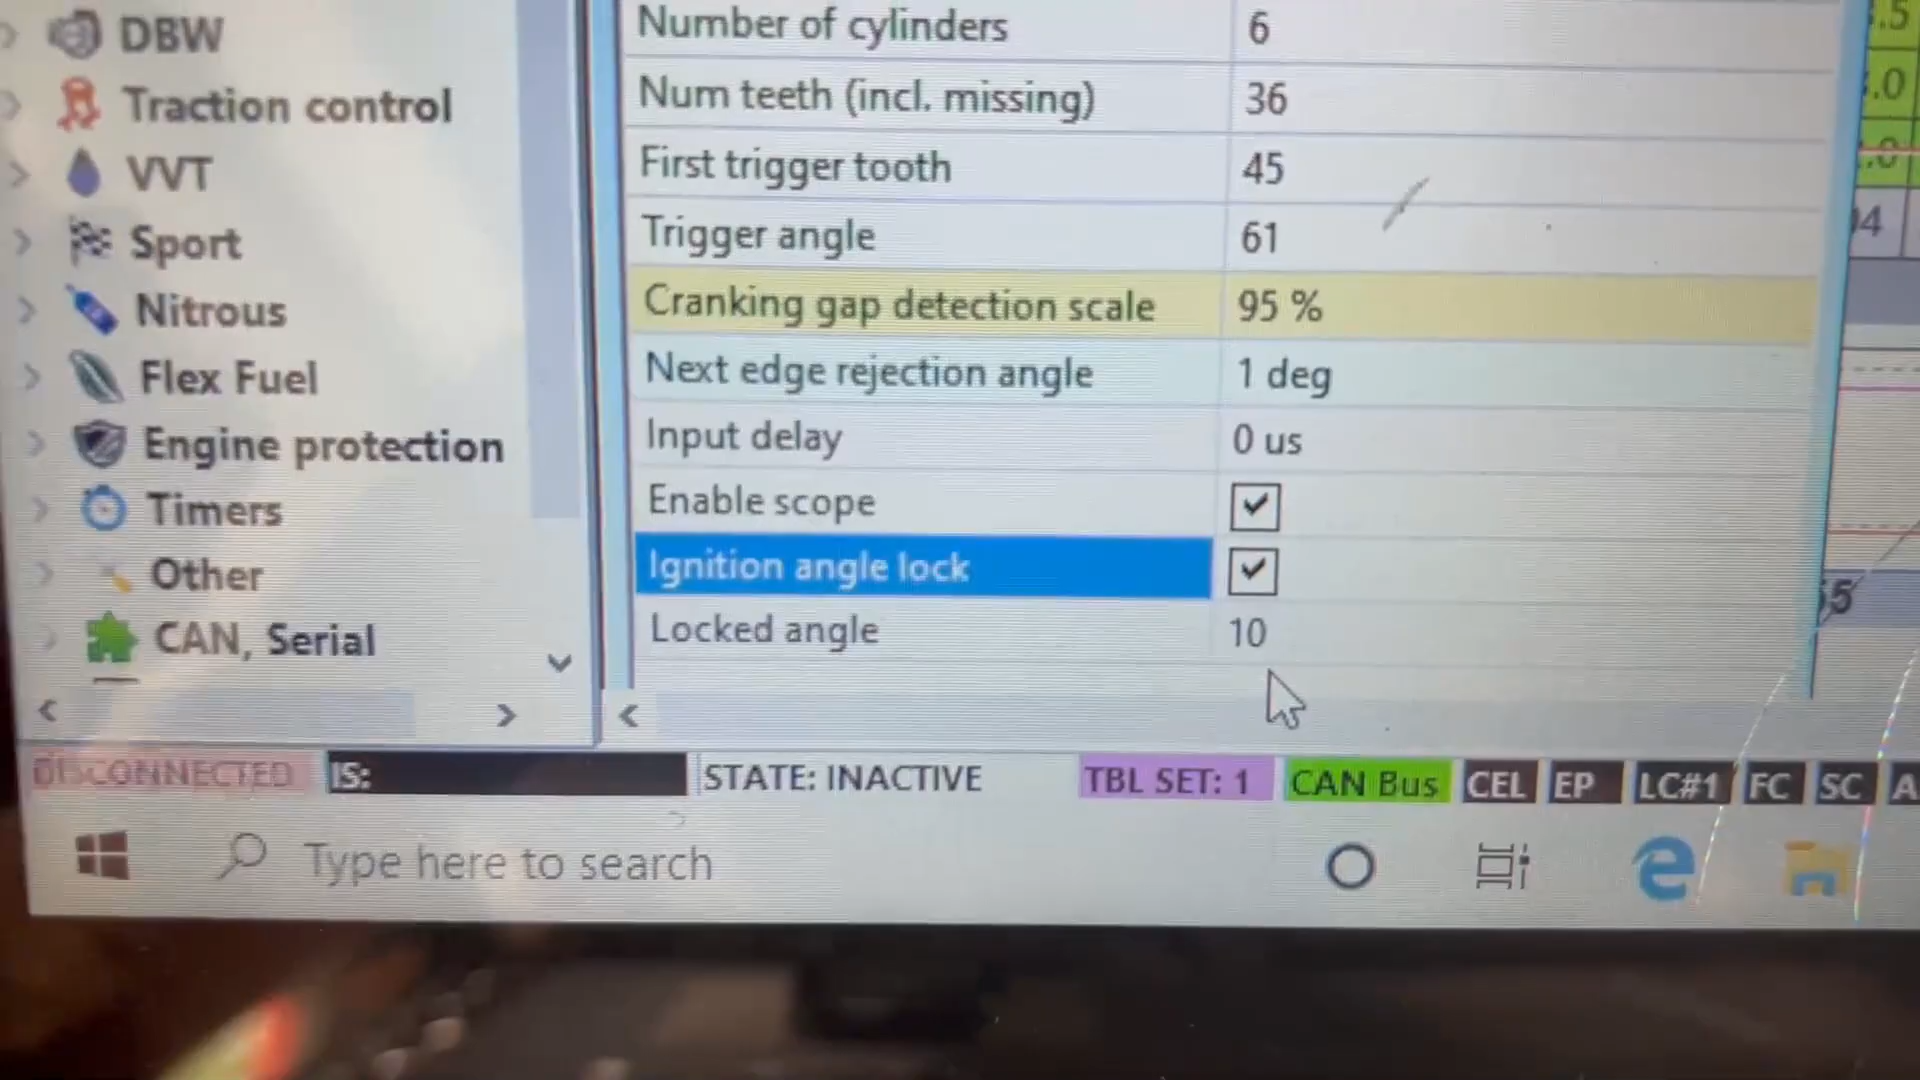 DBW
Traction control
VVT
Sport
Nitrous
Flex Fuel
Engine protection
Timers
Other
CAN, Serial
Number of cylinders 6
Num teeth (incl. missing) 36
First trigger tooth 45
Trigger angle 61
Cranking gap detection scale 95 %
Next edge rejection angle 1 deg
Input delay 0 us
Enable scope
Ignition angle lock
Locked angle 10
DISCONNECTED IS: STATE: INACTIVE TBL SET: 1 CAN Bus CEL EP LC#1 FC SC
Type here to search